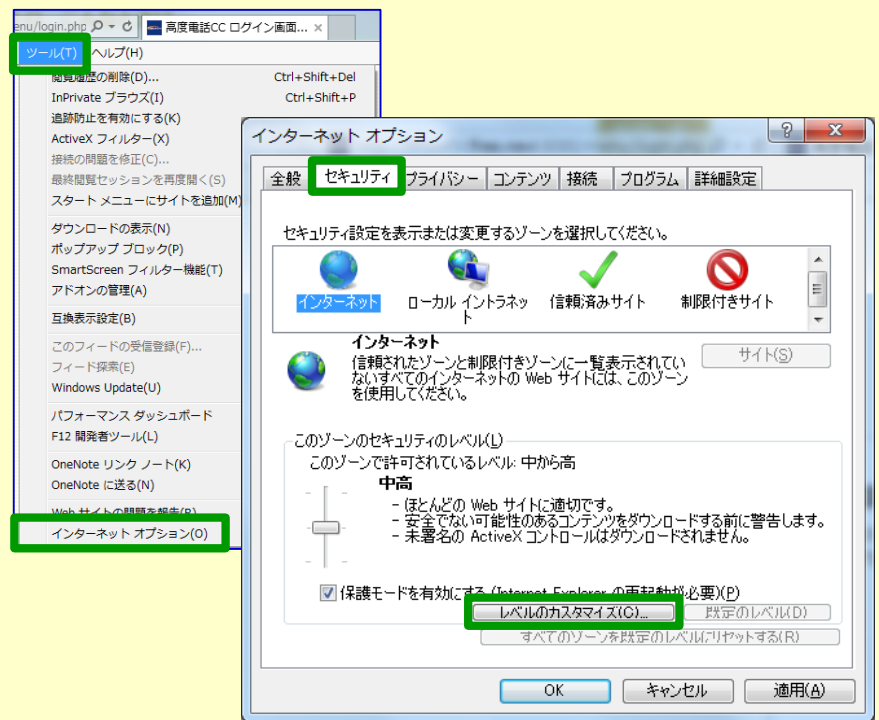 enu/login.php
高度電話CC ログイン画面...
ツール(T) ヘルプ(H)
閲覧履歴の削除(D)... Ctrl+Shift+Del
InPrivate ブラウズ(I) Ctrl+Shift+P
追跡防止を有効にする(K)
ActiveX フィルター(X)
接続の問題を修正(C)...
最終閲覧セッションを再度開く(S)
スタート メニューにサイトを追加(M)
ダウンロードの表示(N)
ポップアップ ブロック(P)
SmartScreen フィルター機能(T)
アドオンの管理(A)
互換表示設定(B)
このフィードの受信登録(F)...
フィード探索(E)
Windows Update(U)
パフォーマンス ダッシュボード
F12 開発者ツール(L)
OneNote リンク ノート(K)
OneNote に送る(N)
Web サイトの問題を報告(R)
インターネット オプション(O)
インターネット オプション
全般 セキュリティ プライバシー コンテンツ 接続 プログラム 詳細設定
セキュリティ設定を表示または変更するゾーンを選択してください。
インターネット ローカル イントラネッ 信頼済みサイト 制限付きサイト
ト
インターネット
サイト(S)
信頼されたゾーンと制限付きゾーンに一覧表示されてい
ないすべてのインターネットの Web サイトには、このゾーン
を使用してください。
このゾーンのセキュリティのレベル(L)
このゾーンで許可されているレベル: 中から高
中高
- ほとんどの Web サイトに適切です。
- 安全でない可能性のあるコンテンツをダウンロードする前に警告します。
- 未署名の ActiveX コントロールはダウンロードされません。
保護モードを有効にする (Internet Explorer の再起動が必要)(P)
レベルのカスタマイズ(C)... 既定のレベル(D)
すべてのゾーンを既定のレベルにリセットする(R)
OK キャンセル 適用(A)